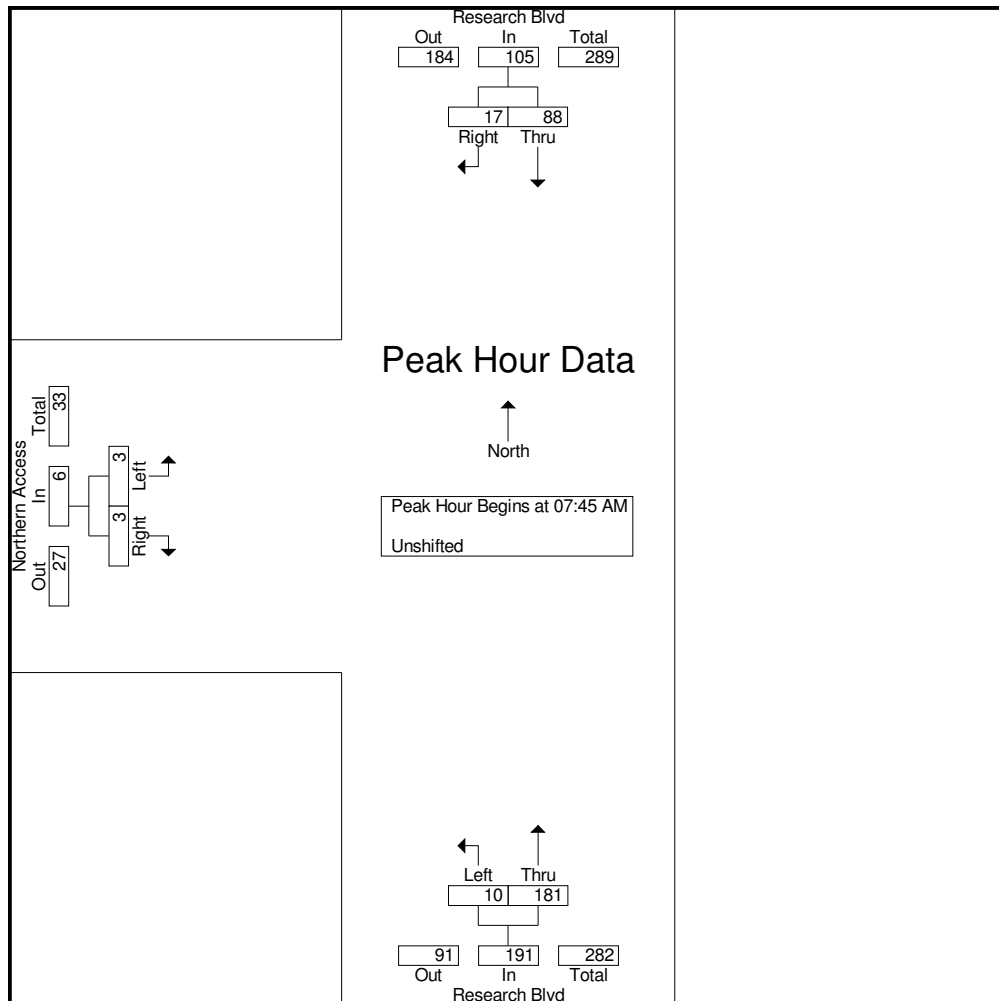 Research Blvd
Out In Total
184 105 289
17 88
Right Thru
Peak Hour Data
North
Peak Hour Begins at 07:45 AM
Unshifted
Northern Access
Out In Total
27 6 33
3 3
Right Left
Left Thru
10 181
91 191 282
Out In Total
Research Blvd